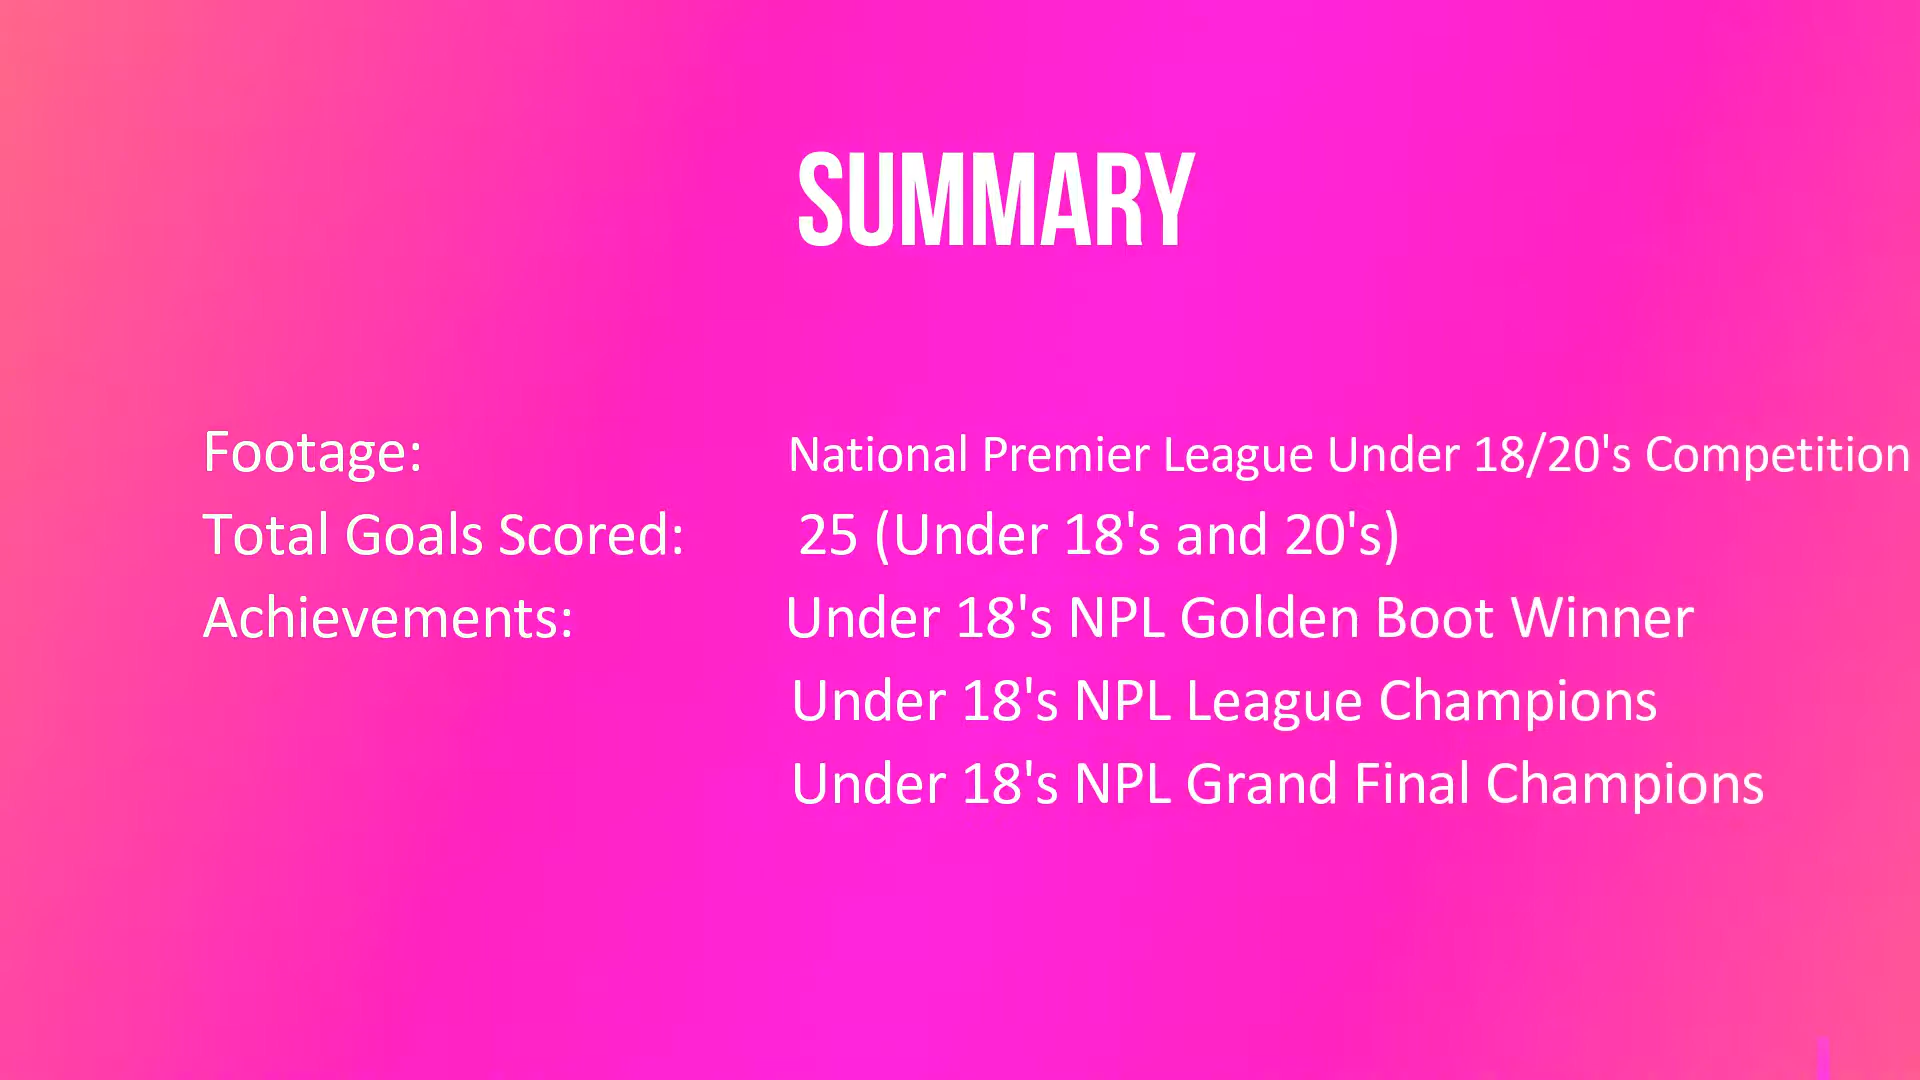 SUMMARY
Footage: National Premier League Under 18/20's Competition
Total Goals Scored: 25 (Under 18's and 20's)
Achievements: Under 18's NPL Golden Boot Winner
Under 18's NPL League Champions
Under 18's NPL Grand Final Champions